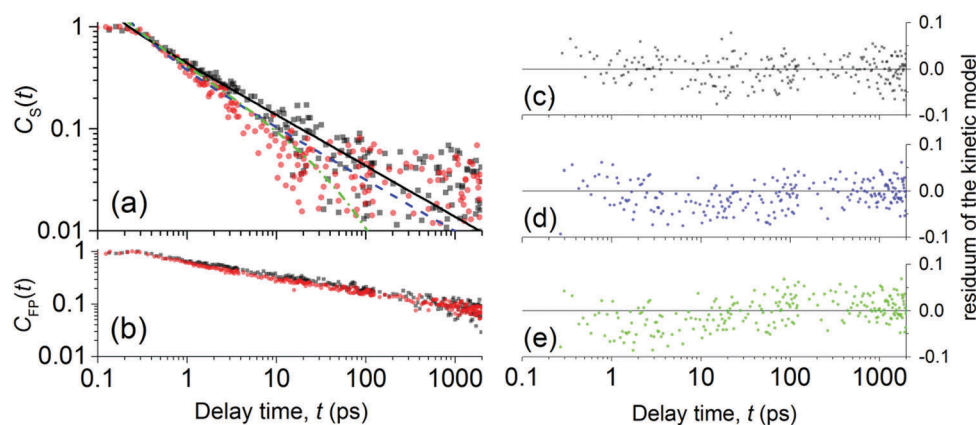 1
0.1
0.01
C_S(t)
(a)
1
0.1
0.01
C_FP(t)
(b)
0.1 1 10 100 1000
Delay time, t (ps)
0.1
0.0
-0.1
(c)
0.1
0.0
-0.1
(d)
0.1
0.0
-0.1
(e)
0.1 1 10 100 1000
Delay time, t (ps)
residuum of the kinetic model